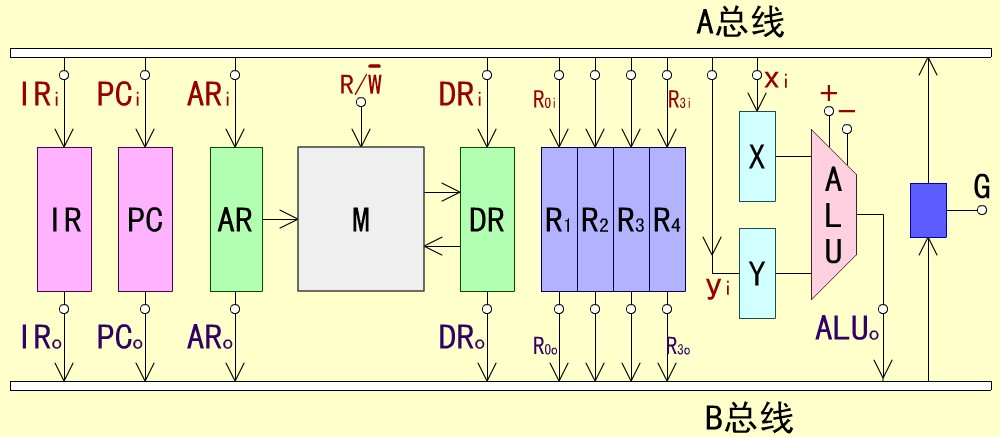 A总线
IRi PCi ARi R/W̅ DRi R0i R3i Xi + −
IR PC AR M DR R1 R2 R3 R4 X ALU G
yi Y
IRo PCo ARo DRo R0o R3o ALUo
B总线